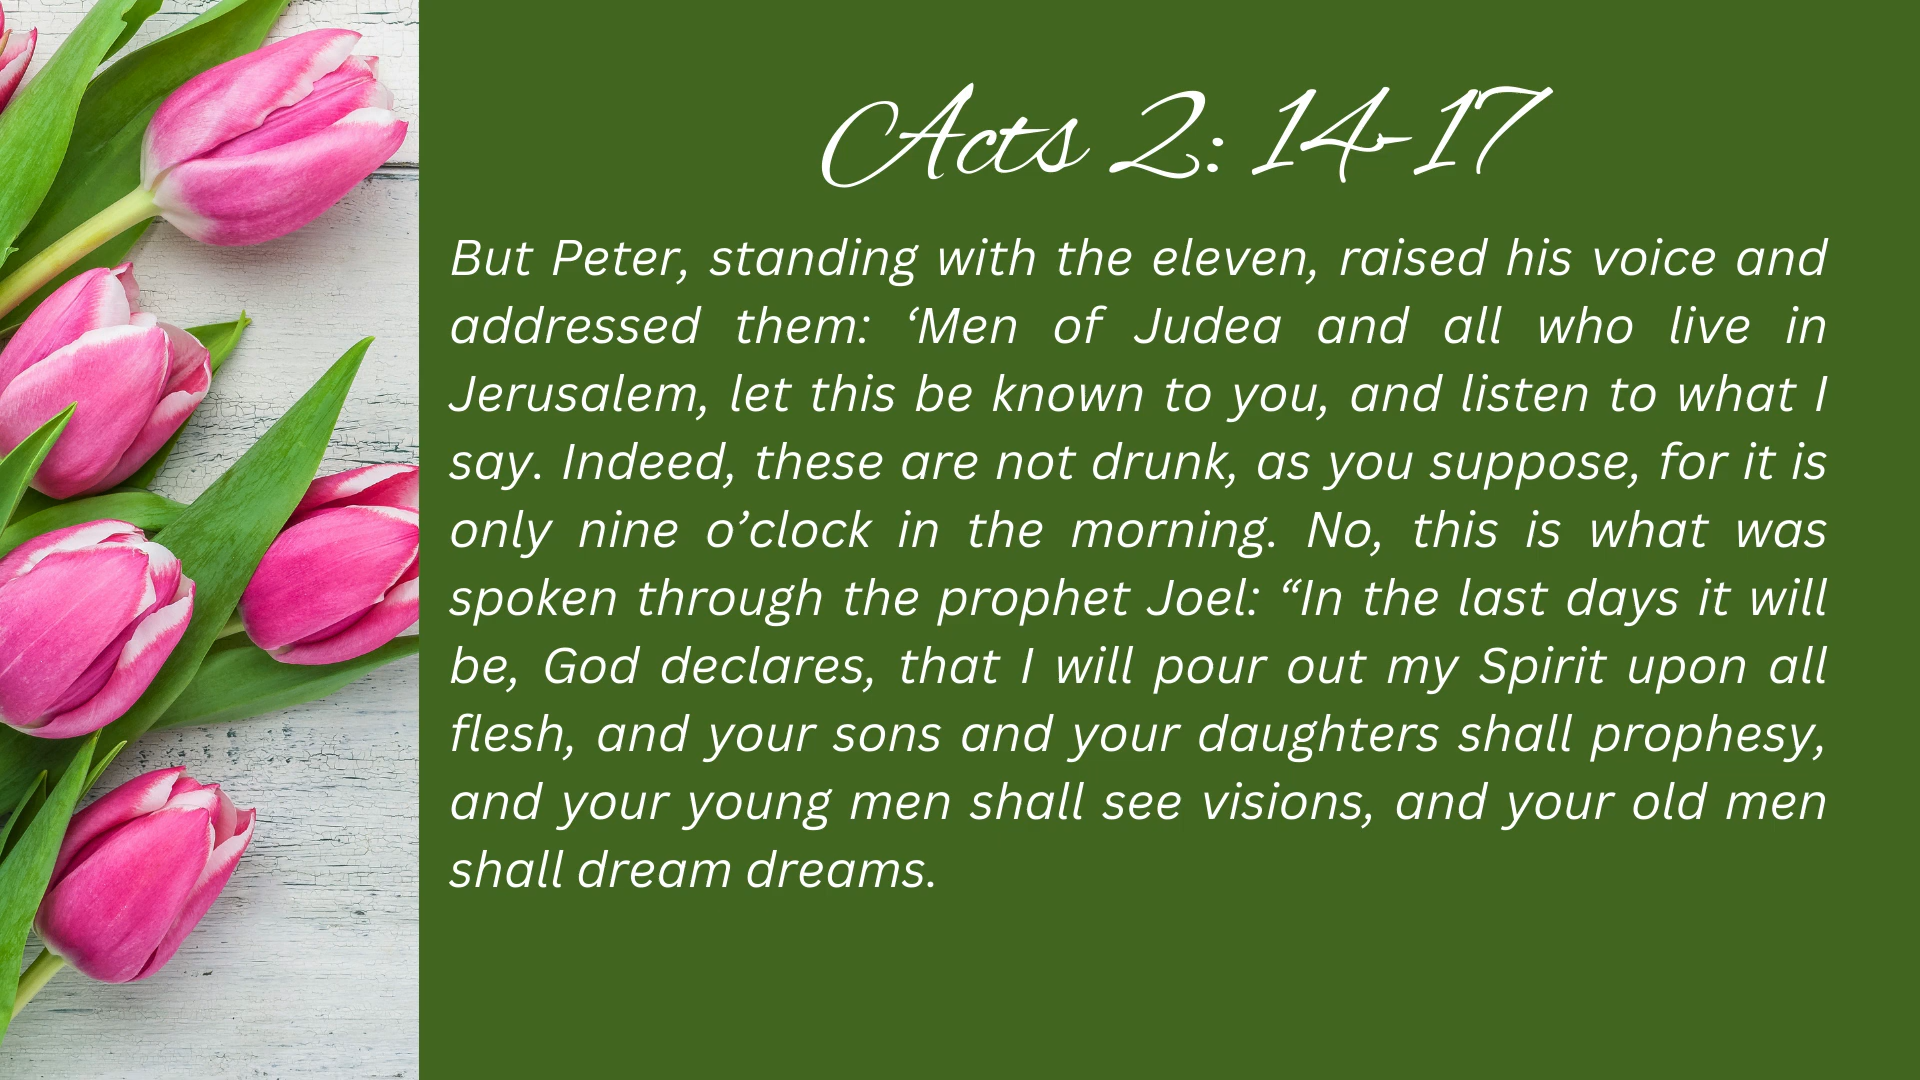 Acts 2: 14-17
But Peter, standing with the eleven, raised his voice and
addressed them: ‘Men of Judea and all who live in
Jerusalem, let this be known to you, and listen to what I
say. Indeed, these are not drunk, as you suppose, for it is
only nine o’clock in the morning. No, this is what was
spoken through the prophet Joel: “In the last days it will
be, God declares, that I will pour out my Spirit upon all
flesh, and your sons and your daughters shall prophesy,
and your young men shall see visions, and your old men
shall dream dreams.